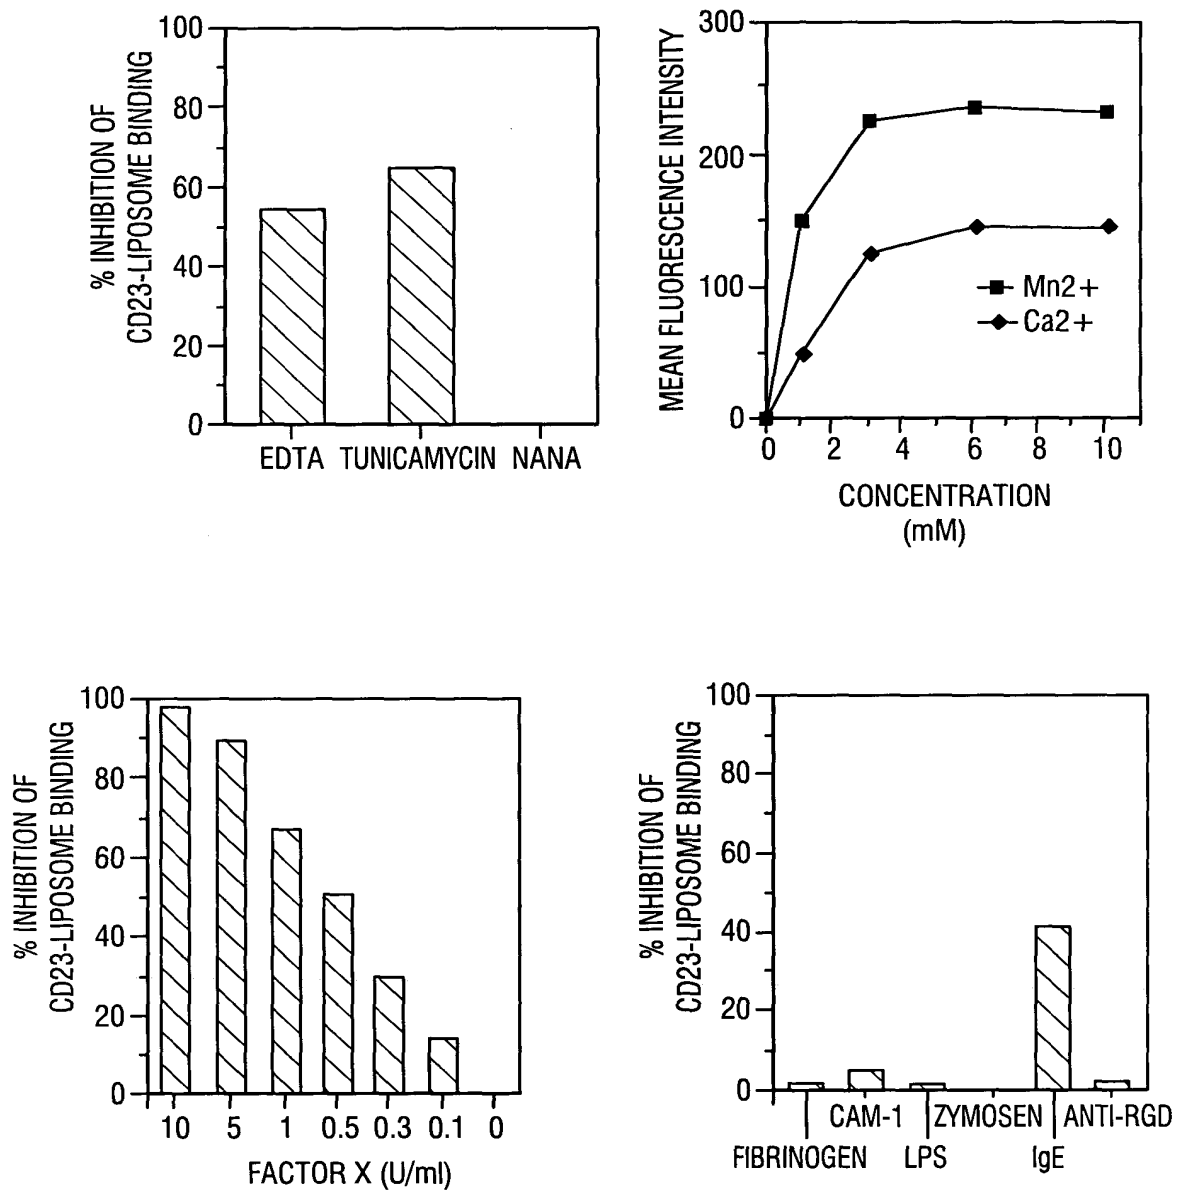 % INHIBITION OF
CD23-LIPOSOME BINDING
100
80
60
40
20
0
EDTA TUNICAMYCIN NANA
MEAN FLUORESCENCE INTENSITY
300
200
100
0
Mn2+
Ca2+
0 2 4 6 8 10
CONCENTRATION
(mM)
% INHIBITION OF
CD23-LIPOSOME BINDING
100
80
60
40
20
0
10 5 1 0.5 0.3 0.1 0
FACTOR X (U/ml)
% INHIBITION OF
CD23-LIPOSOME BINDING
100
80
60
40
20
0
CAM-1 ZYMOSEN ANTI-RGD
FIBRINOGEN LPS IgE